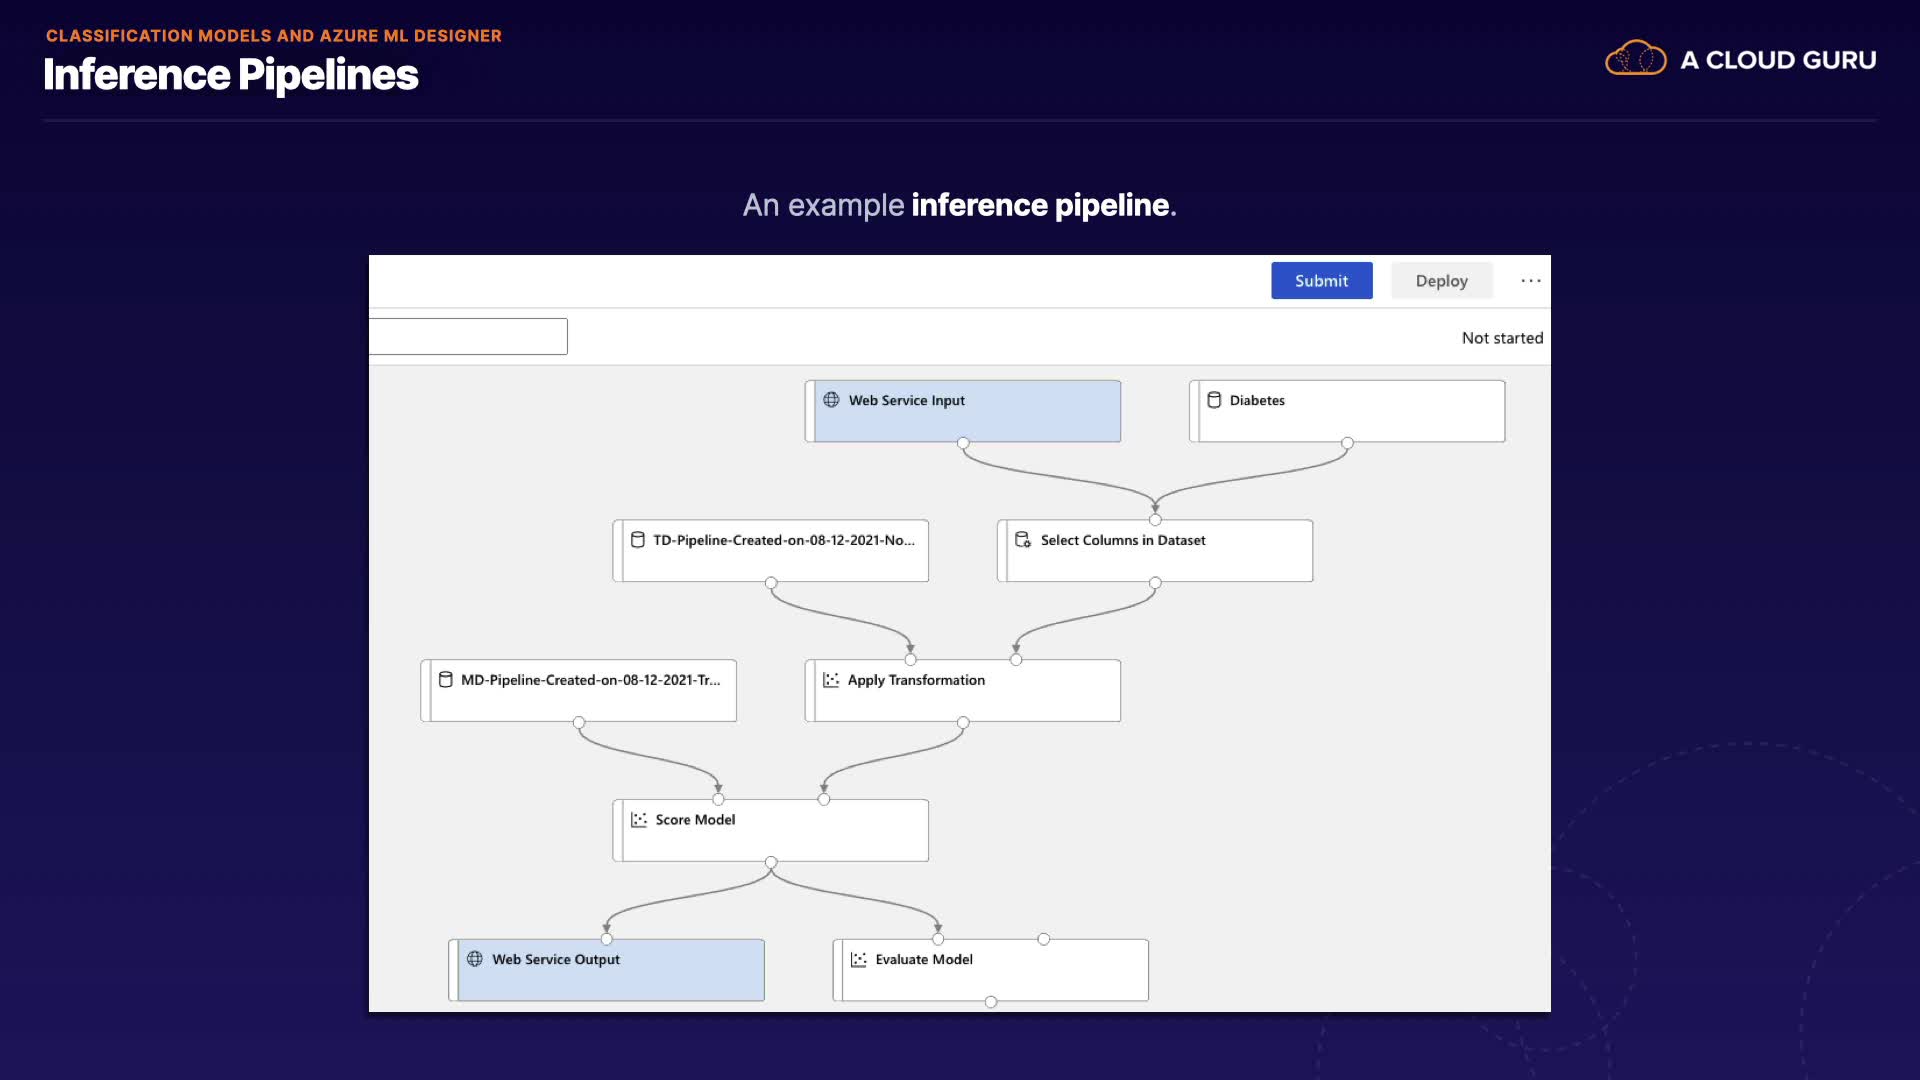 CLASSIFICATION MODELS AND AZURE ML DESIGNER
Inference Pipelines
A CLOUD GURU
An example inference pipeline.
Submit
Deploy
...
Not started
Web Service Input
Diabetes
TD-Pipeline-Created-on-08-12-2021-No...
Select Columns in Dataset
MD-Pipeline-Created-on-08-12-2021-Tr...
Apply Transformation
Score Model
Web Service Output
Evaluate Model